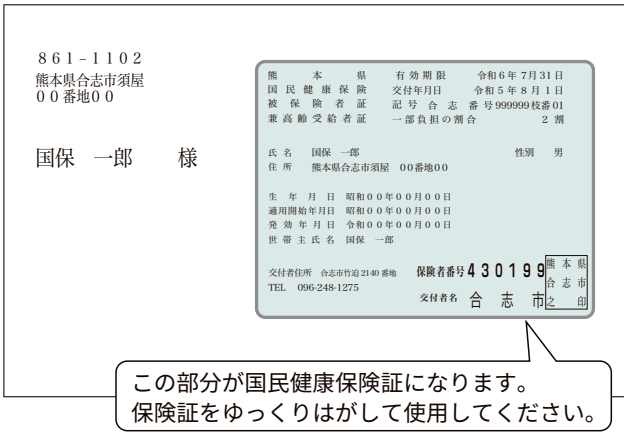 861-1102
熊本県合志市須屋
００番地００
国保　一郎　　様
熊本県　有効期限　令和６年７月31日
国民健康保険　交付年月日　令和５年８月１日
被保険者証　記号　合志　番号999999枝番01
兼高齢受給者証　一部負担の割合　２割
氏名　国保　一郎　性別　男
住所　熊本県合志市須屋　００番地００
生年月日　昭和００年００月００日
適用開始年月日　昭和００年００月００日
発効年月日　令和００年００月００日
世帯主氏名　国保　一郎
交付者住所　合志市竹迫2140番地　保険者番号430199
TEL　096-248-1275
交付者名　合志市
熊本県
合志市
之印
この部分が国民健康保険証になります。
保険証をゆっくりはがして使用してください。